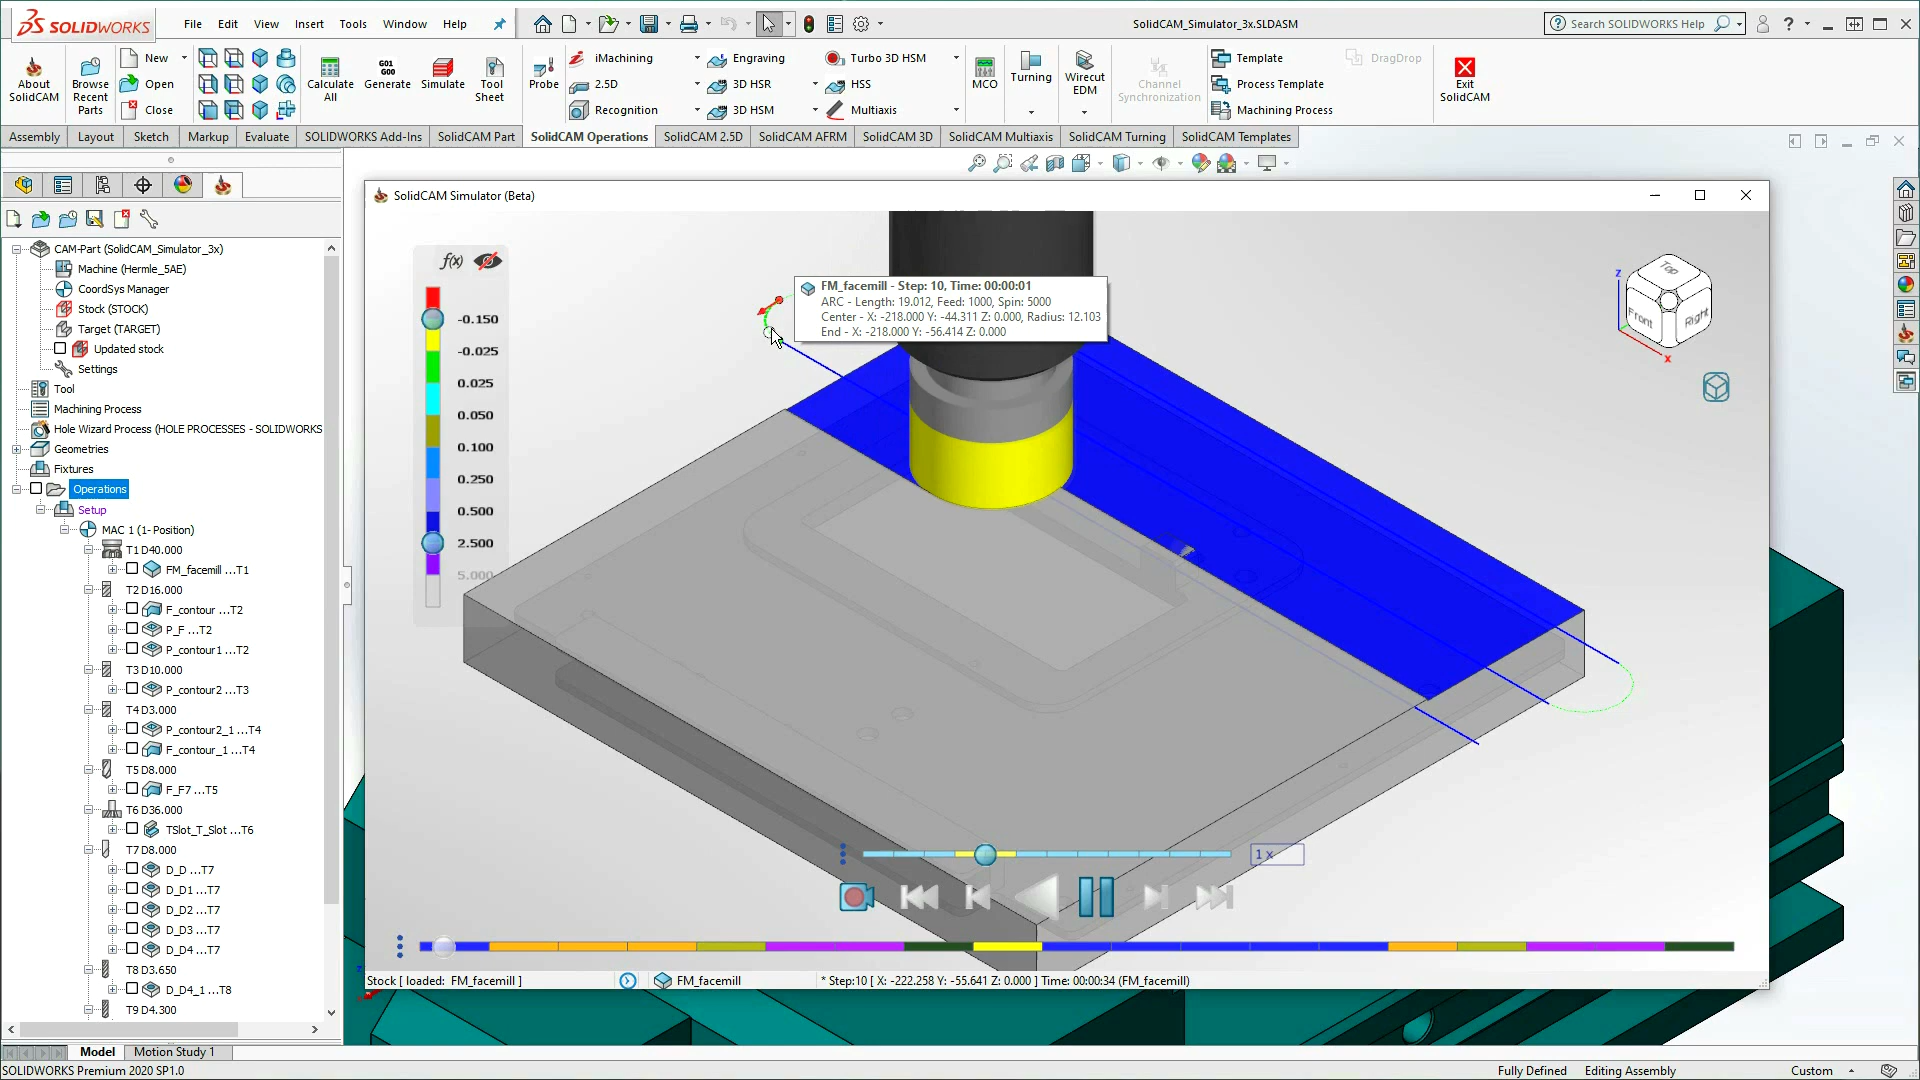 SOLIDWORKS
File Edit View Insert Tools Window Help
SolidCAM_Simulator_3x.SLDASM
Search SOLIDWORKS Help
About SolidCAM
Browse Recent Parts
New
Open
Close
Calculate All
G01 G00
Generate
Simulate
Tool Sheet
Probe
iMachining
2.5D
Recognition
Engraving
3D HSR
3D HSM
Turbo 3D HSM
HSS
Multiaxis
MCO
Turning
Wirecut EDM
Channel Synchronization
Template
Process Template
Machining Process
DragDrop
Exit SolidCAM
Assembly Layout Sketch Markup Evaluate SOLIDWORKS Add-Ins SolidCAM Part SolidCAM Operations SolidCAM 2.5D SolidCAM AFRM SolidCAM 3D SolidCAM Multiaxis SolidCAM Turning SolidCAM Templates
CAM-Part (SolidCAM_Simulator_3x)
Machine (Hermle_5AE)
CoordSys Manager
Stock (STOCK)
Target (TARGET)
Updated stock
Settings
Tool
Machining Process
Hole Wizard Process (HOLE PROCESSES - SOLIDWORKS
Geometries
Fixtures
Operations
Setup
MAC 1 (1- Position)
T1 D40.000
FM_facemill ...T1
T2 D16.000
F_contour ...T2
P_F ...T2
P_contour1 ...T2
T3 D10.000
P_contour2 ...T3
T4 D3.000
P_contour2_1 ...T4
F_contour_1 ...T4
T5 D8.000
F_F7 ...T5
T6 D36.000
TSlot_T_Slot ...T6
T7 D8.000
D_D ...T7
D_D1 ...T7
D_D2 ...T7
D_D3 ...T7
D_D4 ...T7
T8 D3.650
D_D4_1 ...T8
T9 D4.300
SolidCAM Simulator (Beta)
f(x)
-0.150
-0.025
0.025
0.050
0.100
0.250
0.500
2.500
5.000
FM_facemill - Step: 10, Time: 00:00:01
ARC - Length: 19.012, Feed: 1000, Spin: 5000
Center - X: -218.000 Y: -44.311 Z: 0.000, Radius: 12.103
End - X: -218.000 Y: -56.414 Z: 0.000
Z
Top
Front
Right
X
1 x
Stock [ loaded: FM_facemill ]
FM_facemill
* Step:10 [ X: -222.258 Y: -55.641 Z: 0.000 ] Time: 00:00:34 (FM_facemill)
Model Motion Study 1
SOLIDWORKS Premium 2020 SP1.0
Fully Defined Editing Assembly Custom